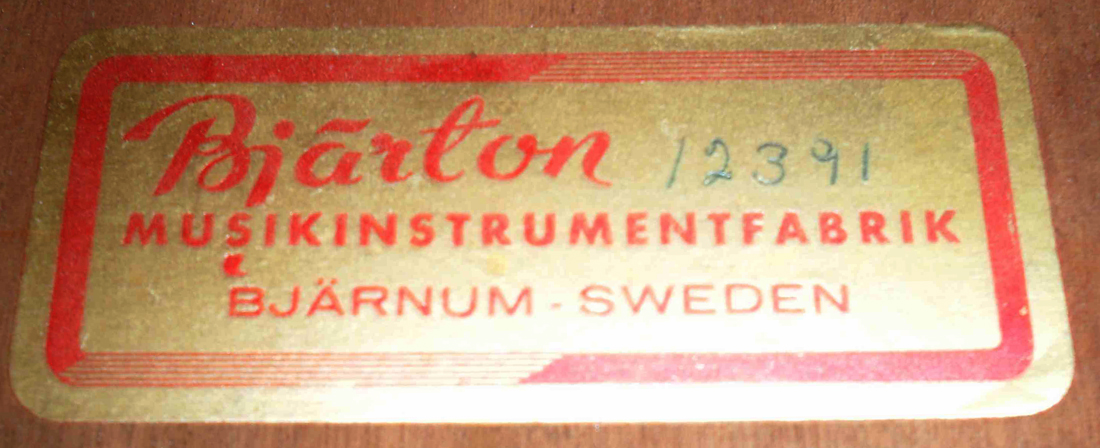 Bjärton 12391
MUSIKINSTRUMENTFABRIK
BJÄRNUM - SWEDEN